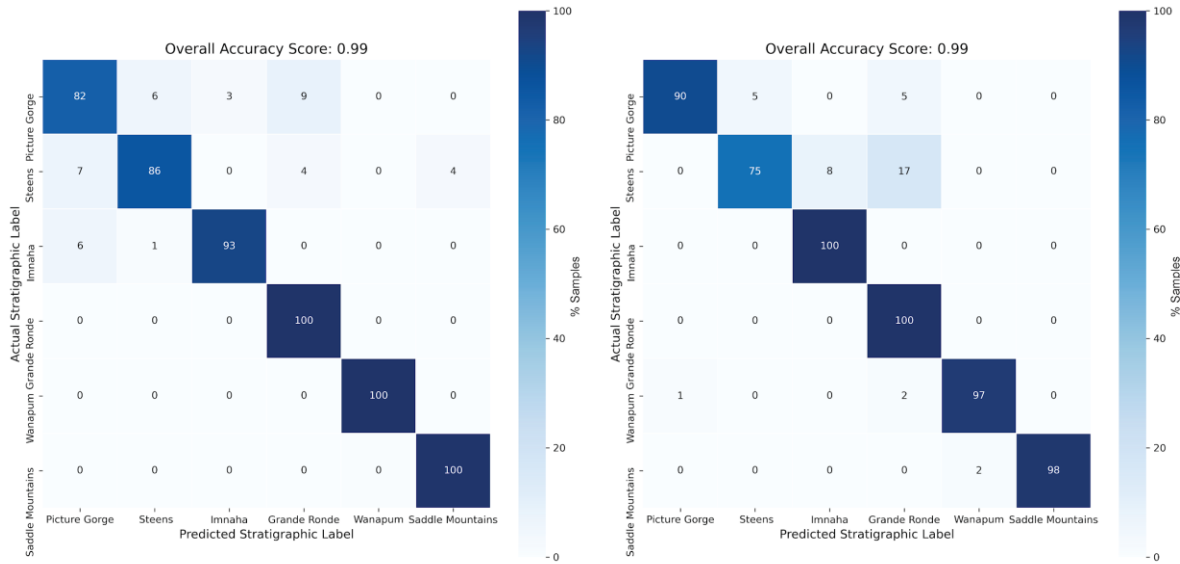 Overall Accuracy Score: 0.99
82 6 3 9 0 0
7 86 0 4 0 4
6 1 93 0 0 0
0 0 0 100 0 0
0 0 0 0 100 0
0 0 0 0 0 100
Picture Gorge
Steens
Imnaha
Grande Ronde
Wanapum
Saddle Mountains
Actual Stratigraphic Label
Picture Gorge Steens Imnaha Grande Ronde Wanapum Saddle Mountains
Predicted Stratigraphic Label
100
80
60
40
20
0
% Samples
Overall Accuracy Score: 0.99
90 5 0 5 0 0
0 75 8 17 0 0
0 0 100 0 0 0
0 0 0 100 0 0
1 0 0 2 97 0
0 0 0 0 2 98
Picture Gorge
Steens
Imnaha
Grande Ronde
Wanapum
Saddle Mountains
Actual Stratigraphic Label
Picture Gorge Steens Imnaha Grande Ronde Wanapum Saddle Mountains
Predicted Stratigraphic Label
100
80
60
40
20
0
% Samples